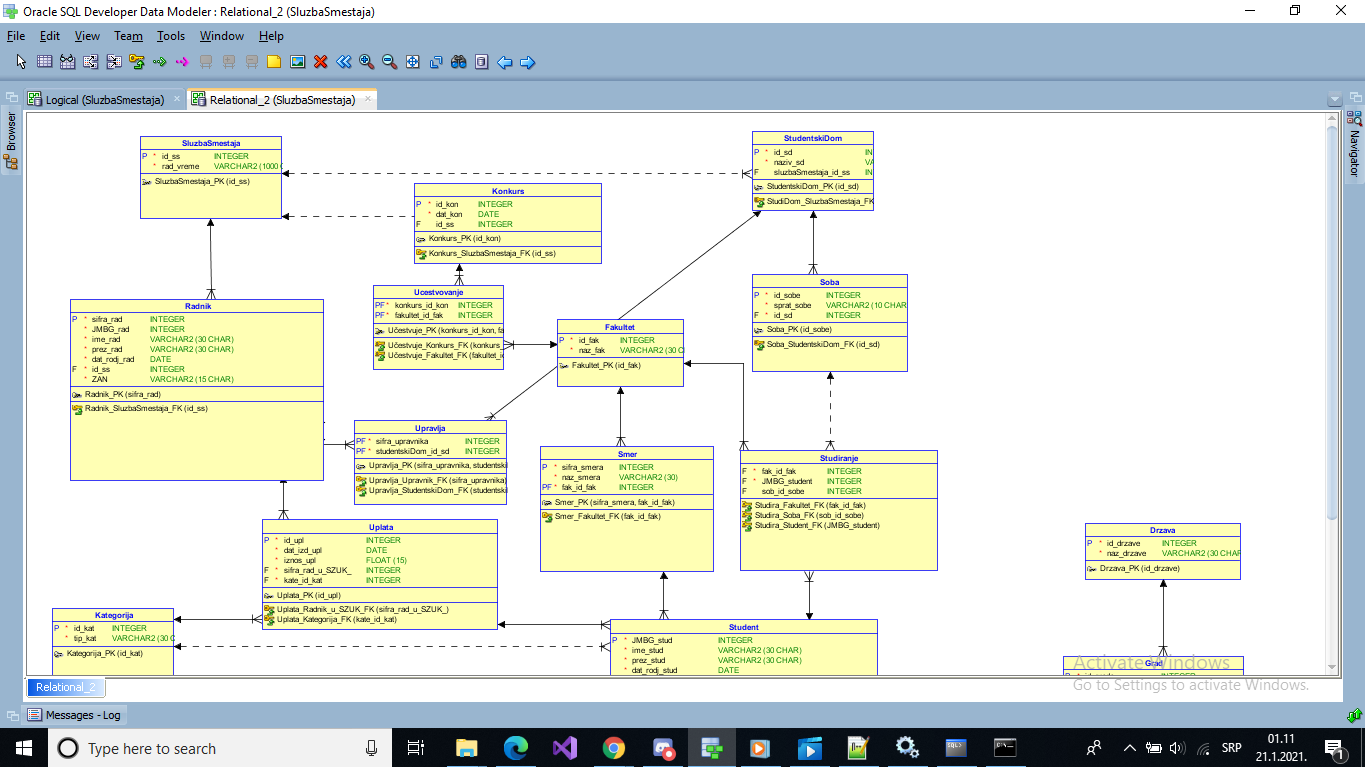 Oracle SQL Developer Data Modeler : Relational_2 (SluzbaSmestaja)
File Edit View Team Tools Window Help
Logical (SluzbaSmestaja) Relational_2 (SluzbaSmestaja)
Browser
Navigator
SluzbaSmestaja
P * id_ss INTEGER
* rad_vreme VARCHAR2 (1000 C
SluzbaSmestaja_PK (id_ss)
StudentskiDom
P * id_sd IN
* naziv_sd VA
F sluzbaSmestaja_id_ss IN
StudentskiDom_PK (id_sd)
StudiDom_SluzbaSmestaja_FK
Konkurs
P * id_kon INTEGER
* dat_kon DATE
F id_ss INTEGER
Konkurs_PK (id_kon)
Konkurs_SluzbaSmestaja_FK (id_ss)
Ucestvovanje
PF * konkurs_id_kon INTEGER
PF * fakultet_id_fak INTEGER
Učestvuje_PK (konkurs_id_kon, fa
Učestvuje_Konkurs_FK (konkurs_
Učestvuje_Fakultet_FK (fakultet_i
Soba
P * id_sobe INTEGER
* sprat_sobe VARCHAR2 (10 CHAR
F * id_sd INTEGER
Soba_PK (id_sobe)
Soba_StudentskiDom_FK (id_sd)
Radnik
P * sifra_rad INTEGER
* JMBG_rad INTEGER
* ime_rad VARCHAR2 (30 CHAR)
* prez_rad VARCHAR2 (30 CHAR)
* dat_rodj_rad DATE
F * id_ss INTEGER
* ZAN VARCHAR2 (15 CHAR)
Radnik_PK (sifra_rad)
Radnik_SluzbaSmestaja_FK (id_ss)
Fakultet
P * id_fak INTEGER
* naz_fak VARCHAR2 (30 C
Fakultet_PK (id_fak)
Upravlja
PF * sifra_upravnika INTEGER
PF * studentskiDom_id_sd INTEGER
Upravlja_PK (sifra_upravnika, studentski
Upravlja_Upravnik_FK (sifra_upravnika)
Upravlja_StudentskiDom_FK (studentski
Smer
P * sifra_smera INTEGER
* naz_smera VARCHAR2 (30)
PF * fak_id_fak INTEGER
Smer_PK (sifra_smera, fak_id_fak)
Smer_Fakultet_FK (fak_id_fak)
Studiranje
F * fak_id_fak INTEGER
F * JMBG_student INTEGER
F sob_id_sobe INTEGER
Studira_Fakultet_FK (fak_id_fak)
Studira_Soba_FK (sob_id_sobe)
Studira_Student_FK (JMBG_student)
Uplata
P * id_upl INTEGER
* dat_izd_upl DATE
* iznos_upl FLOAT (15)
F * sifra_rad_u_SZUK_ INTEGER
F * kate_id_kat INTEGER
Uplata_PK (id_upl)
Uplata_Radnik_u_SZUK_FK (sifra_rad_u_SZUK_)
Uplata_Kategorija_FK (kate_id_kat)
Drzava
P * id_drzave INTEGER
* naz_drzave VARCHAR2 (30 CHAR
Drzava_PK (id_drzave)
Kategorija
P * id_kat INTEGER
* tip_kat VARCHAR2 (30 C
Kategorija_PK (id_kat)
Student
P * JMBG_stud INTEGER
* ime_stud VARCHAR2 (30 CHAR)
* prez_stud VARCHAR2 (30 CHAR)
* dat_rodj_stud DATE
Grad
Activate Windows
Go to Settings to activate Windows.
Relational_2
Messages - Log
Type here to search
SRP
01.11
21.1.2021.
1